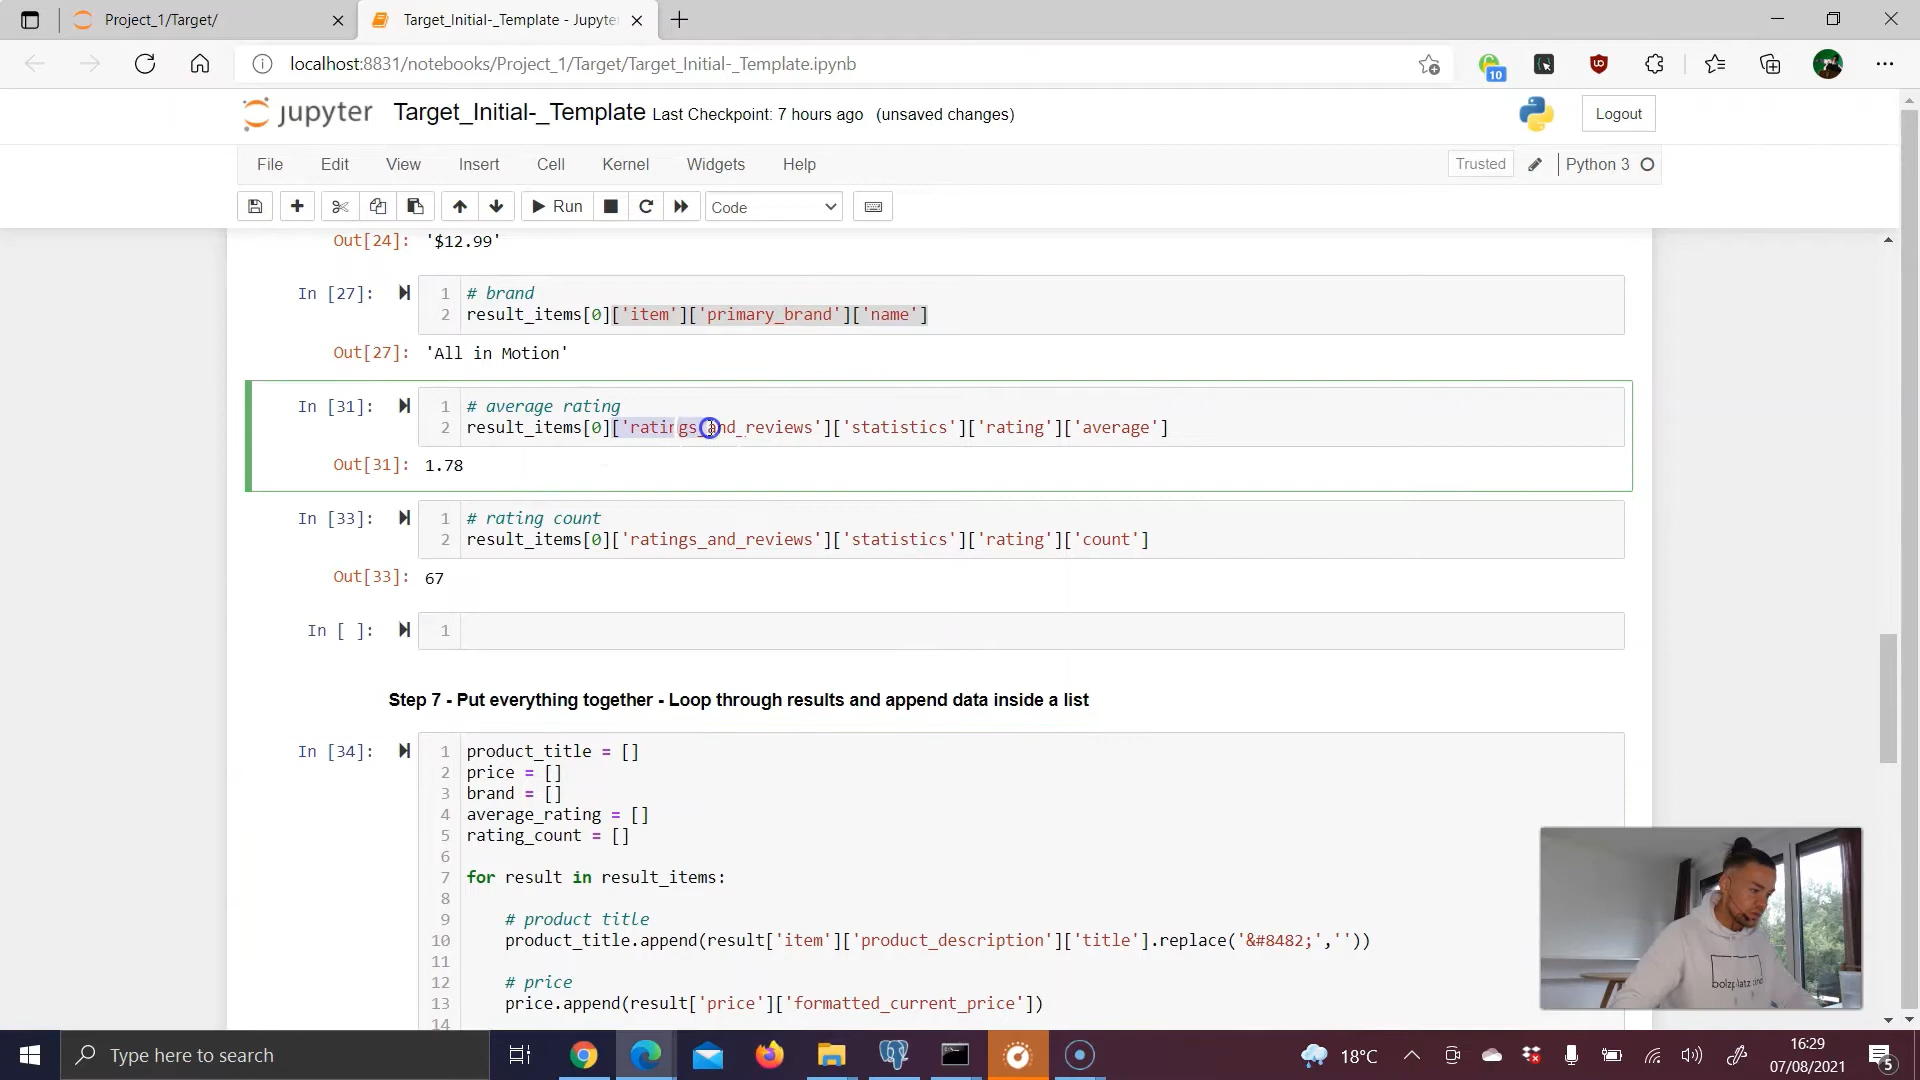 Project_1/Target/
Target_Initial-_Template - Jupyte
localhost:8831/notebooks/Project_1/Target/Target_Initial-_Template.ipynb
10
jupyter Target_Initial-_Template Last Checkpoint: 7 hours ago (unsaved changes)
Logout
File Edit View Insert Cell Kernel Widgets Help
Trusted Python 3
Run Code
Out[24]: '$12.99'
In [27]: 1 # brand
2 result_items[0]['item']['primary_brand']['name']
Out[27]: 'All in Motion'
In [31]: 1 # average rating
2 result_items[0]['ratings_and_reviews']['statistics']['rating']['average']
Out[31]: 1.78
In [33]: 1 # rating count
2 result_items[0]['ratings_and_reviews']['statistics']['rating']['count']
Out[33]: 67
In [ ]: 1
Step 7 - Put everything together - Loop through results and append data inside a list
In [34]: 1 product_title = []
2 price = []
3 brand = []
4 average_rating = []
5 rating_count = []
6
7 for result in result_items:
8
9 # product title
10 product_title.append(result['item']['product_description']['title'].replace('&#8482;',''))
11
12 # price
13 price.append(result['price']['formatted_current_price'])
14
bolzplatz kind
Type here to search
18°C
16:29
07/08/2021
5